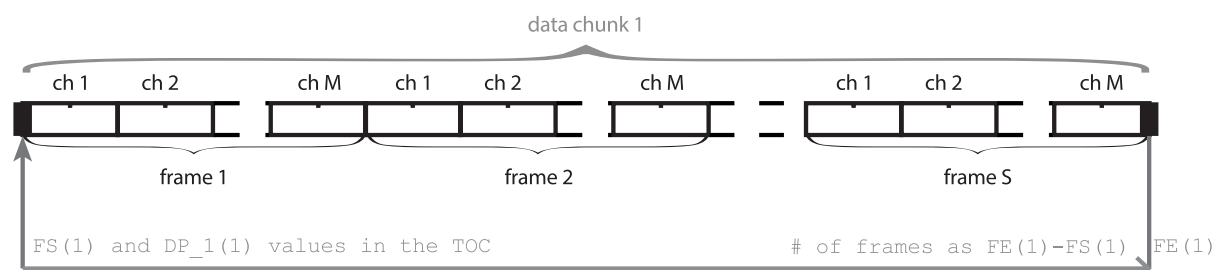 data chunk 1
ch 1 ch 2 ch M ch 1 ch 2 ch M ch 1 ch 2 ch M
frame 1 frame 2 frame S
FS(1) and DP_1(1) values in the TOC # of frames as FE(1)-FS(1) FE(1)